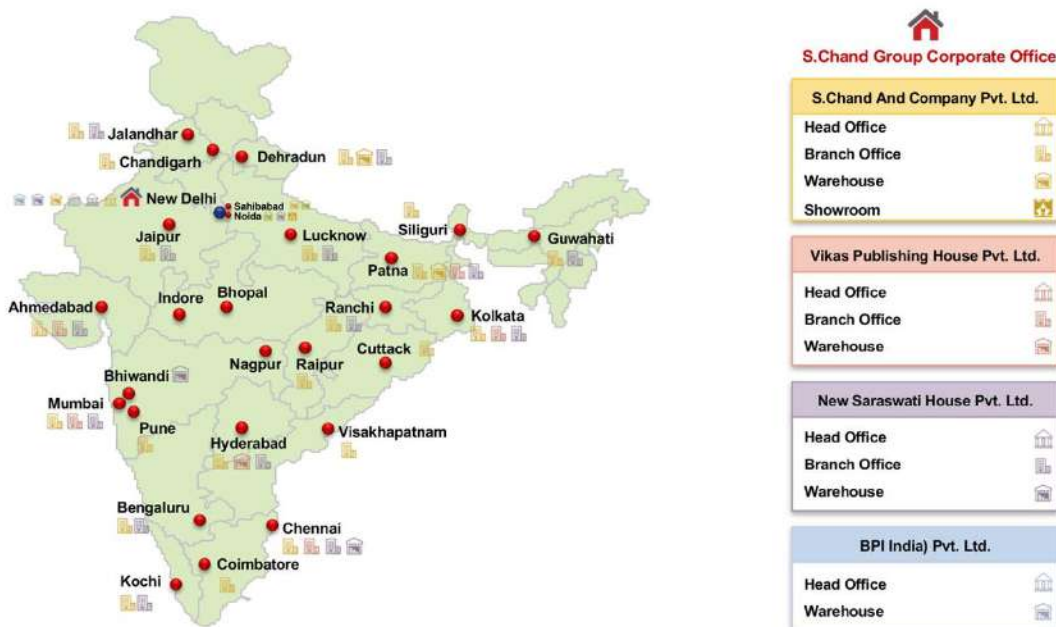 S.Chand Group Corporate Office
S.Chand And Company Pvt. Ltd.
Head Office
Branch Office
Warehouse
Showroom
Vikas Publishing House Pvt. Ltd.
Head Office
Branch Office
Warehouse
New Saraswati House Pvt. Ltd.
Head Office
Branch Office
Warehouse
BPI India) Pvt. Ltd.
Head Office
Warehouse
Jalandhar
Chandigarh
Dehradun
New Delhi
Sahibabad
Noida
Jaipur
Lucknow
Siliguri
Guwahati
Patna
Ahmedabad
Indore
Bhopal
Ranchi
Kolkata
Nagpur
Raipur
Cuttack
Bhiwandi
Mumbai
Pune
Hyderabad
Visakhapatnam
Bengaluru
Chennai
Coimbatore
Kochi